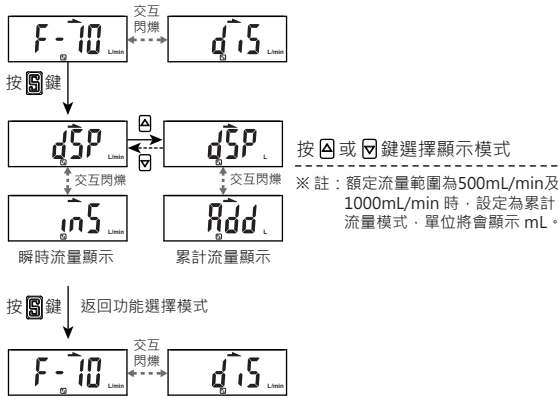 交互
閃爍
F-10 L/min
diS L/min
按 S 鍵
dSP L/min
dSP L
按 △ 或 ▽ 鍵選擇顯示模式
交互閃爍
交互閃爍
※ 註：額定流量範圍為500mL/min及
1000mL/min 時，設定為累計
流量模式，單位將會顯示 mL。
inS L/min
Add L
瞬時流量顯示
累計流量顯示
按 S 鍵
返回功能選擇模式
交互
閃爍
F-10 L/min
diS L/min